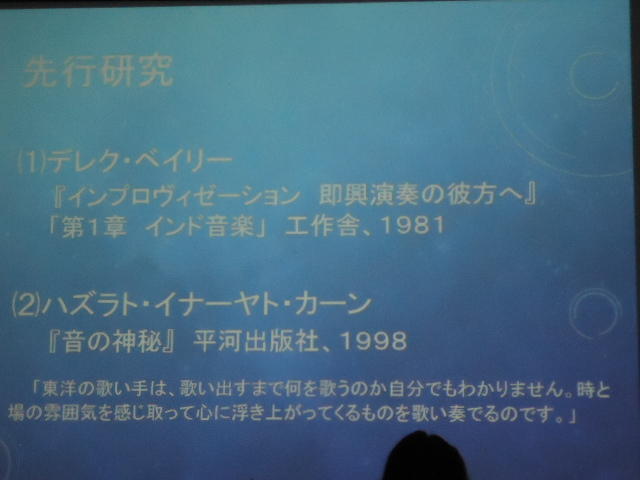 先行研究
⑴デレク・ベイリー
『インプロヴィゼーション　即興演奏の彼方へ』
「第1章　インド音楽」　工作舎、1981
⑵ハズラト・イナーヤト・カーン
『音の神秘』　平河出版社、1998
「東洋の歌い手は、歌い出すまで何を歌うのか自分でもわかりません。時と
場の雰囲気を感じ取って心に浮き上がってくるものを歌い奏でるのです。」